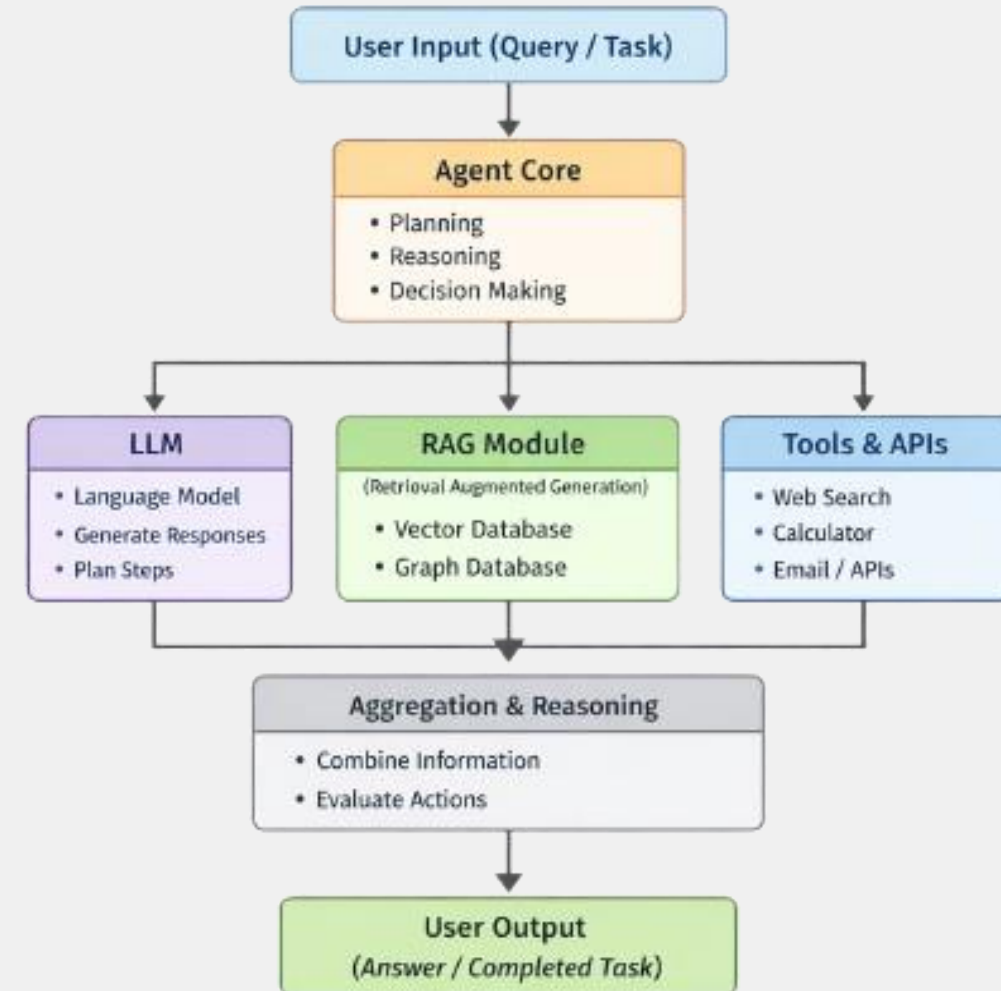 User Input (Query / Task)
Agent Core
• Planning
• Reasoning
• Decision Making
LLM
• Language Model
• Generate Responses
• Plan Steps
RAG Module
(Retrieval Augmented Generation)
• Vector Database
• Graph Database
Tools & APIs
• Web Search
• Calculator
• Email / APIs
Aggregation & Reasoning
• Combine Information
• Evaluate Actions
User Output
(Answer / Completed Task)